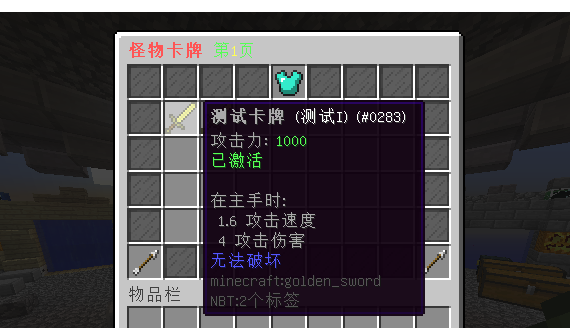 怪物卡牌 第1页
测试卡牌 (测试I) (#0283)
攻击力: 1000
已激活
在主手时:
1.6 攻击速度
4 攻击伤害
无法破坏
minecraft:golden_sword
NBT:2个标签
物品栏